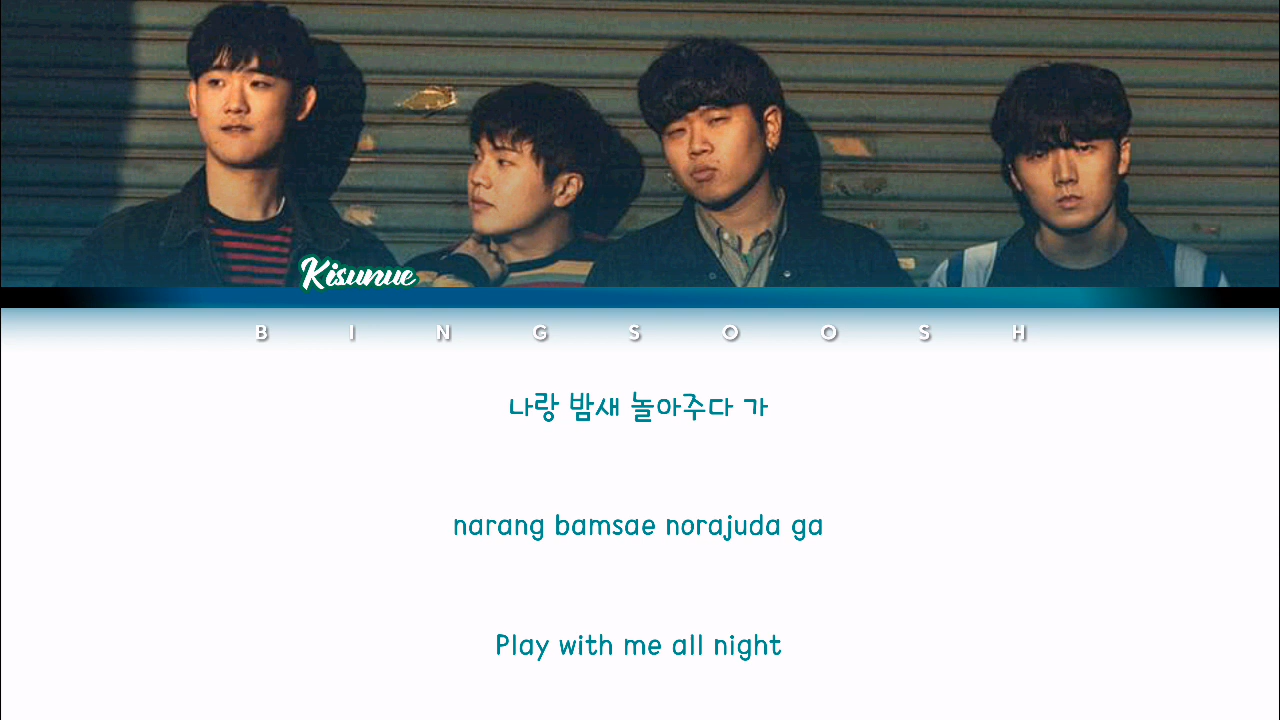 Kisunue
BINGSOOSH
나랑 밤새 놀아주다 가
narang bamsae norajuda ga
Play with me all night